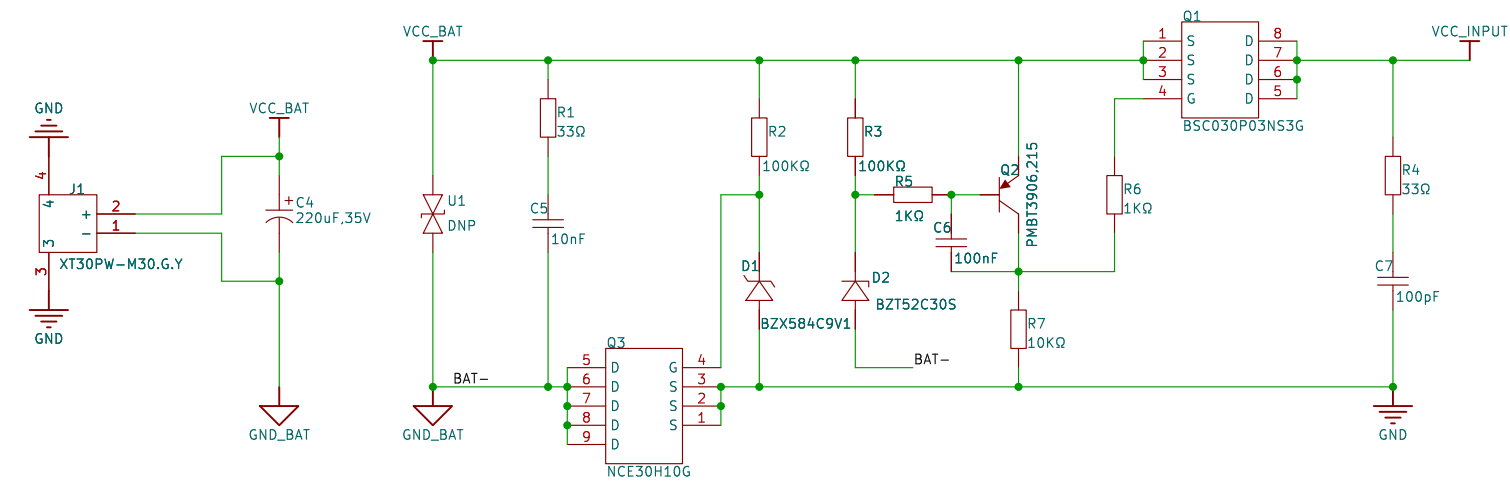 GND
4
J1
4
3
+
−
2
1
XT30PW-M30.G.Y
3
GND
VCC_BAT
+
C4
220uF,35V
GND_BAT
VCC_BAT
U1
DNP
BAT-
GND_BAT
R1
33Ω
C5
10nF
Q3
5 D G 4
6 D S 3
7 D S 2
8 D S 1
9 D
NCE30H10G
R2
100KΩ
D1
BZX584C9V1
R3
100KΩ
R5
1KΩ
D2
BZT52C30S
BAT-
C6
100nF
Q2
PMBT3906,215
R7
10KΩ
R6
1KΩ
Q1
1 S D 8
2 S D 7
3 S D 6
4 G D 5
BSC030P03NS3G
VCC_INPUT
R4
33Ω
C7
100pF
GND